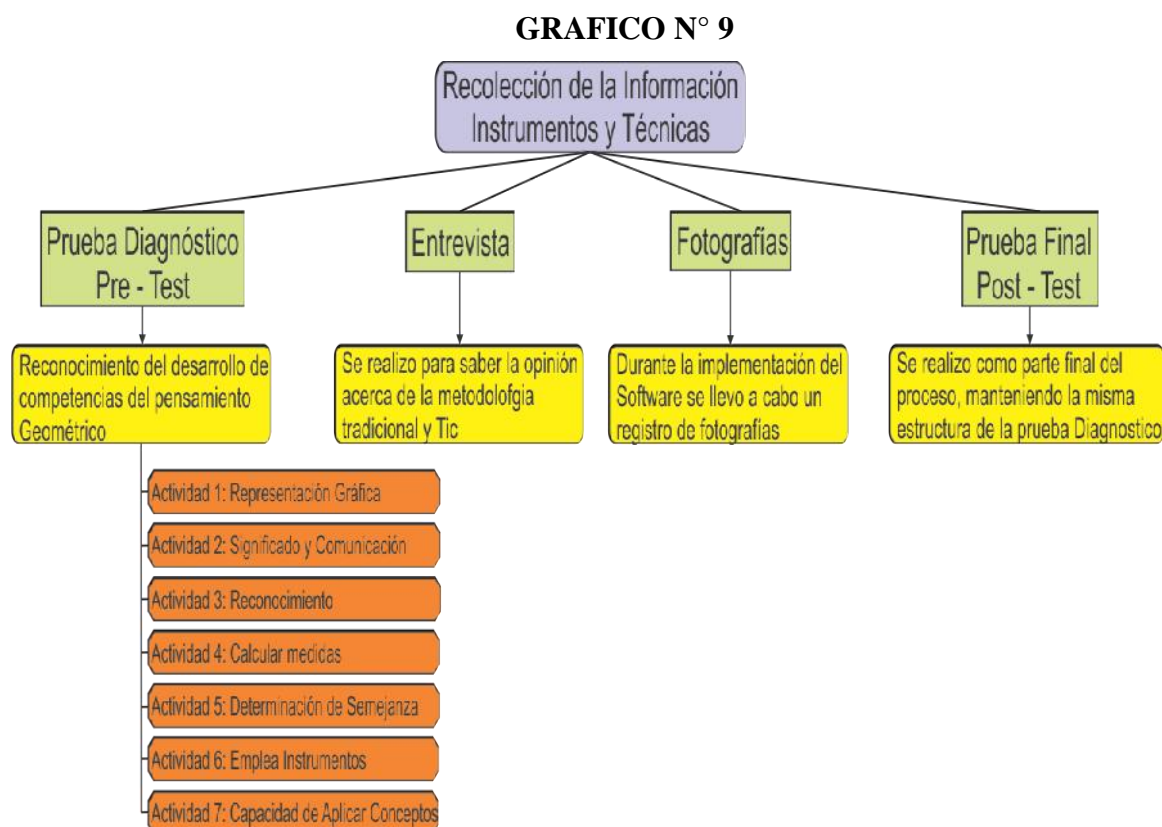 GRAFICO N° 9
Recolección de la Información
Instrumentos y Técnicas
Prueba Diagnóstico
Pre - Test
Entrevista
Fotografías
Prueba Final
Post - Test
Reconocimiento del desarrollo de
competencias del pensamiento
Geométrico
Se realizo para saber la opinión
acerca de la metodolofgia
tradicional y Tic
Durante la implementación del
Software se llevo a cabo un
registro de fotografías
Se realizo como parte final del
proceso, manteniendo la misma
estructura de la prueba Diagnostico
Actividad 1: Representación Gráfica
Actividad 2: Significado y Comunicación
Actividad 3: Reconocimiento
Actividad 4: Calcular medidas
Actividad 5: Determinación de Semejanza
Actividad 6: Emplea Instrumentos
Actividad 7: Capacidad de Aplicar Conceptos